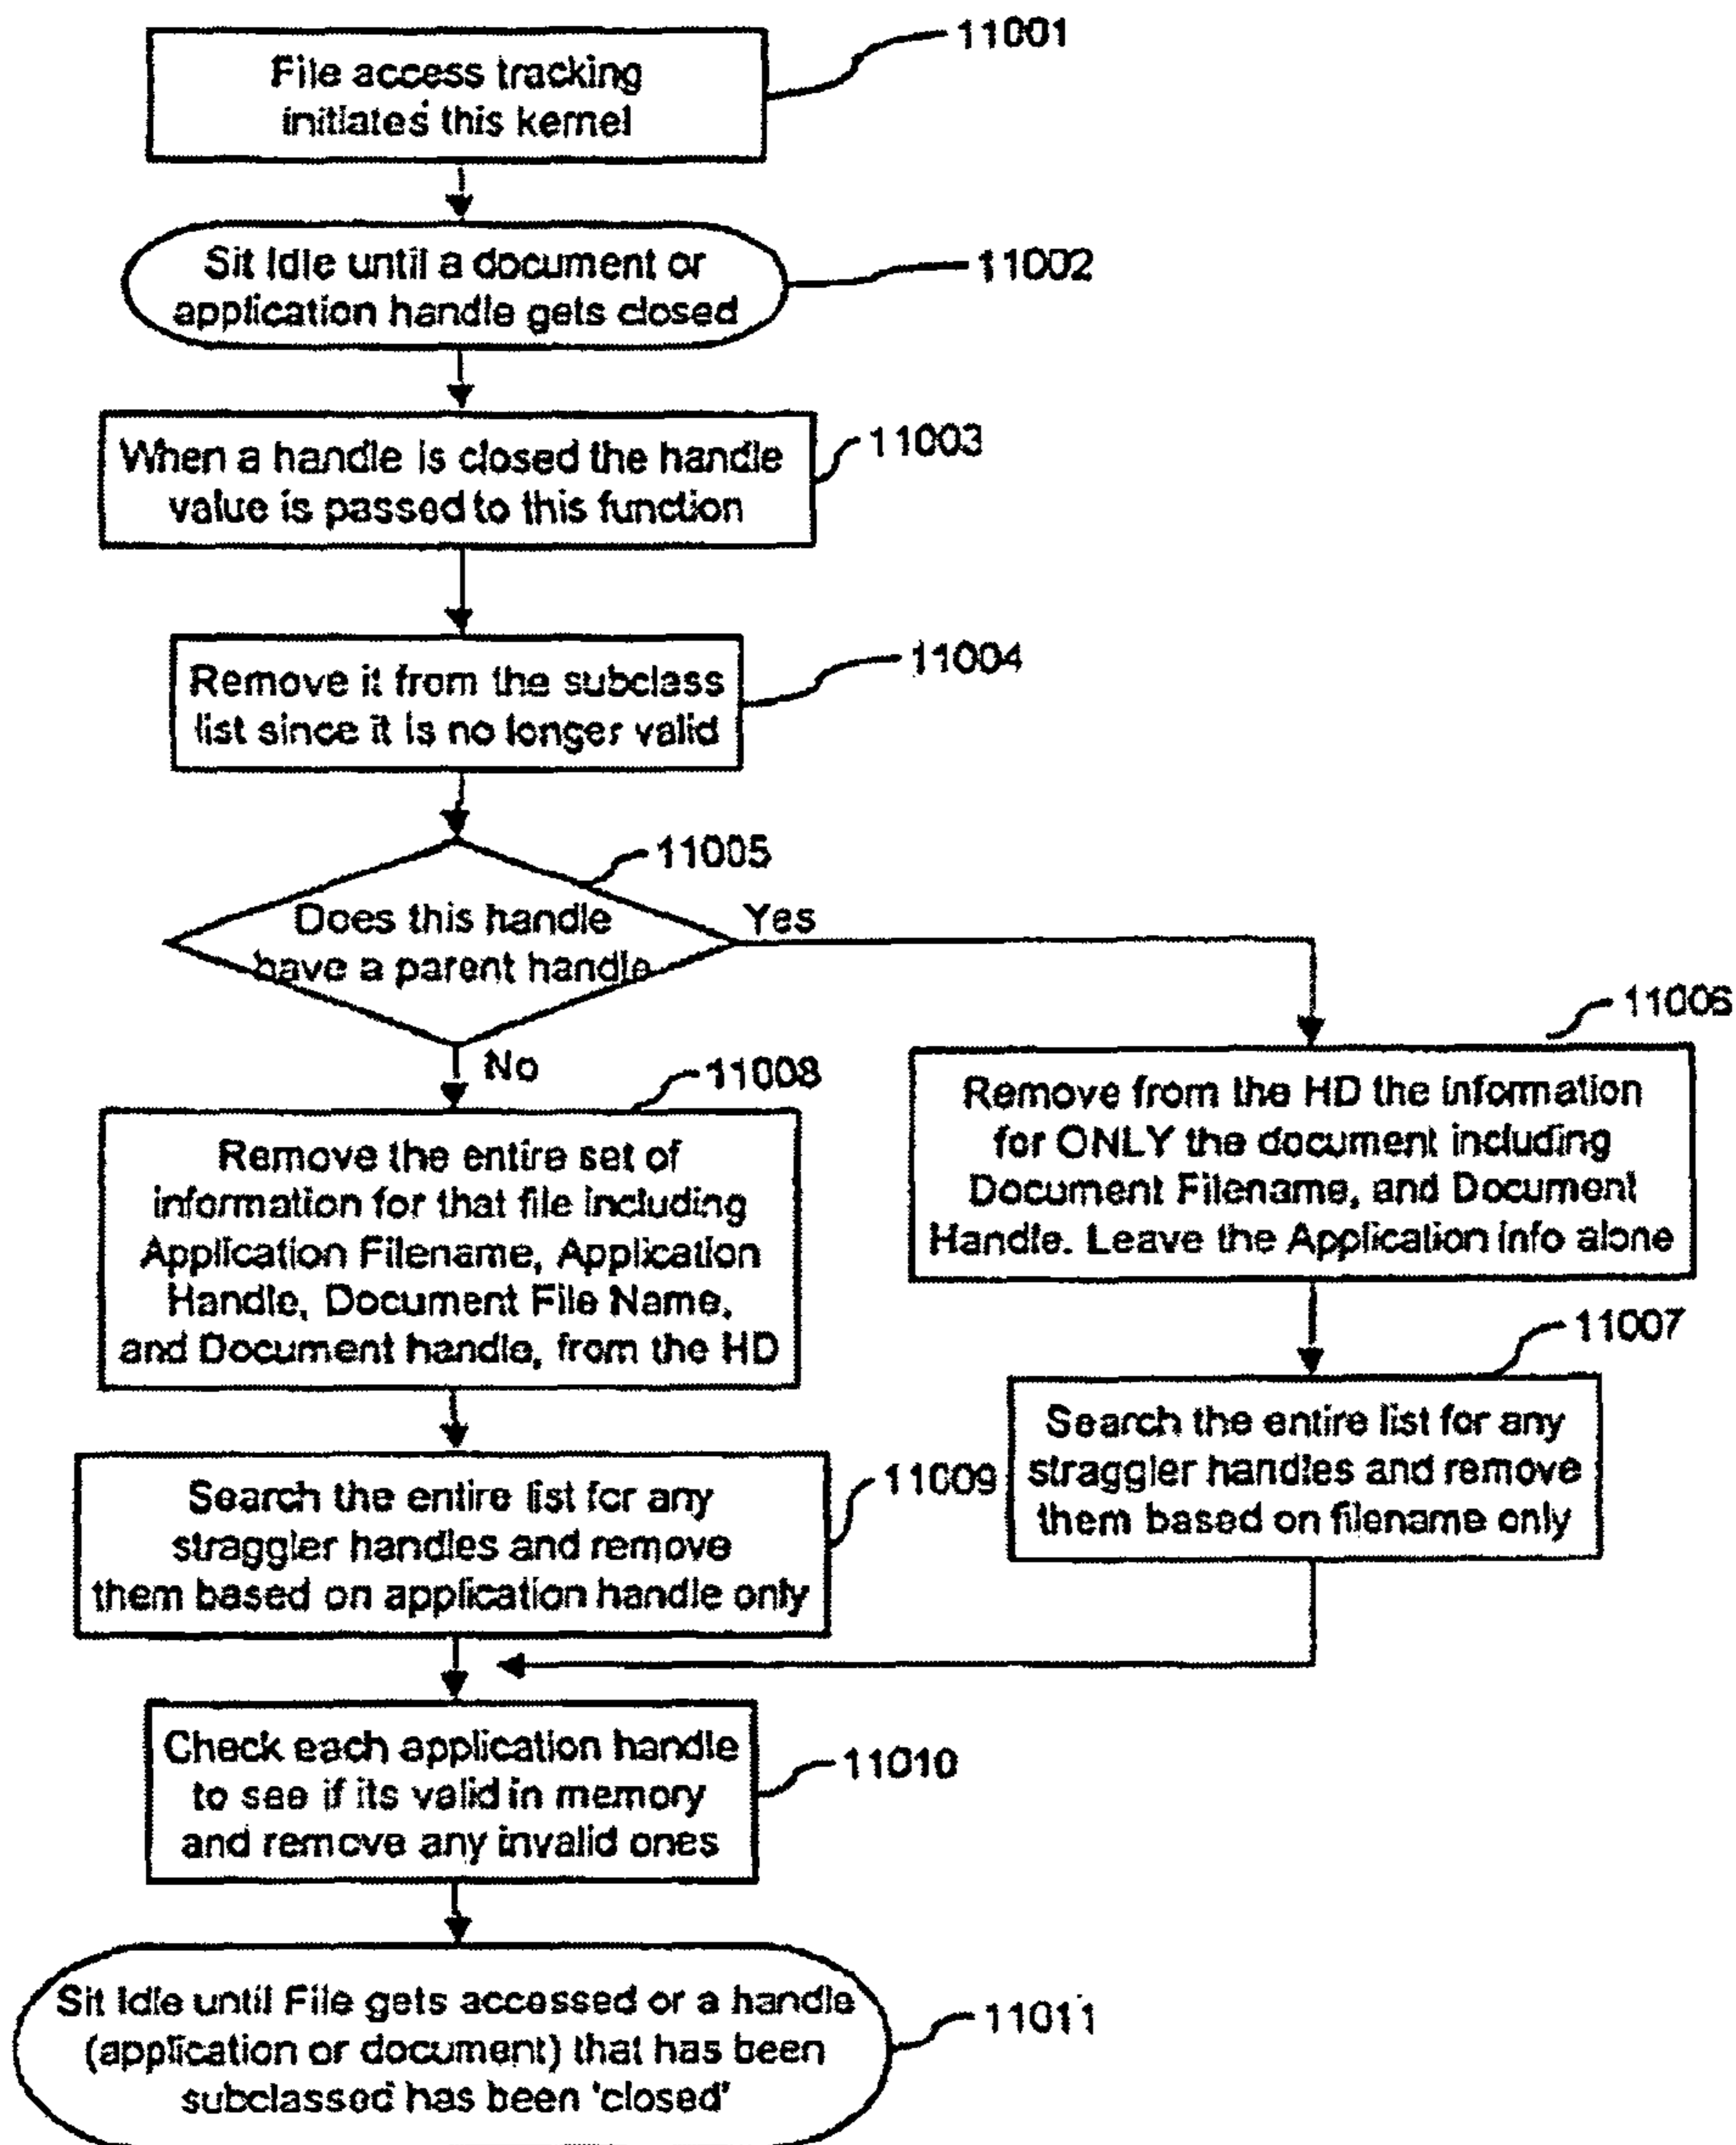 11001
File access tracking
initiates this kernel
Sit Idle until a document or
application handle gets closed
11002
When a handle is closed the handle
value is passed to this function
11003
Remove it from the subclass
list since it is no longer valid
11004
11005
Does this handle
have a parent handle
Yes
No
11006
Remove from the HD the Information
for ONLY the document including
Document Filename, and Document
Handle. Leave the Application info alone
11008
Remove the entire set of
information for that file including
Application Filename, Application
Handle, Document File Name,
and Document handle, from the HD
11007
Search the entire list for any
straggler handles and remove
them based on filename only
Search the entire list for any
straggler handles and remove
them based on application handle only
11009
Check each application handle
to see if its valid in memory
and remove any invalid ones
11010
Sit Idle until File gets accessed or a handle
(application or document) that has been
subclassed has been 'closed'
11011